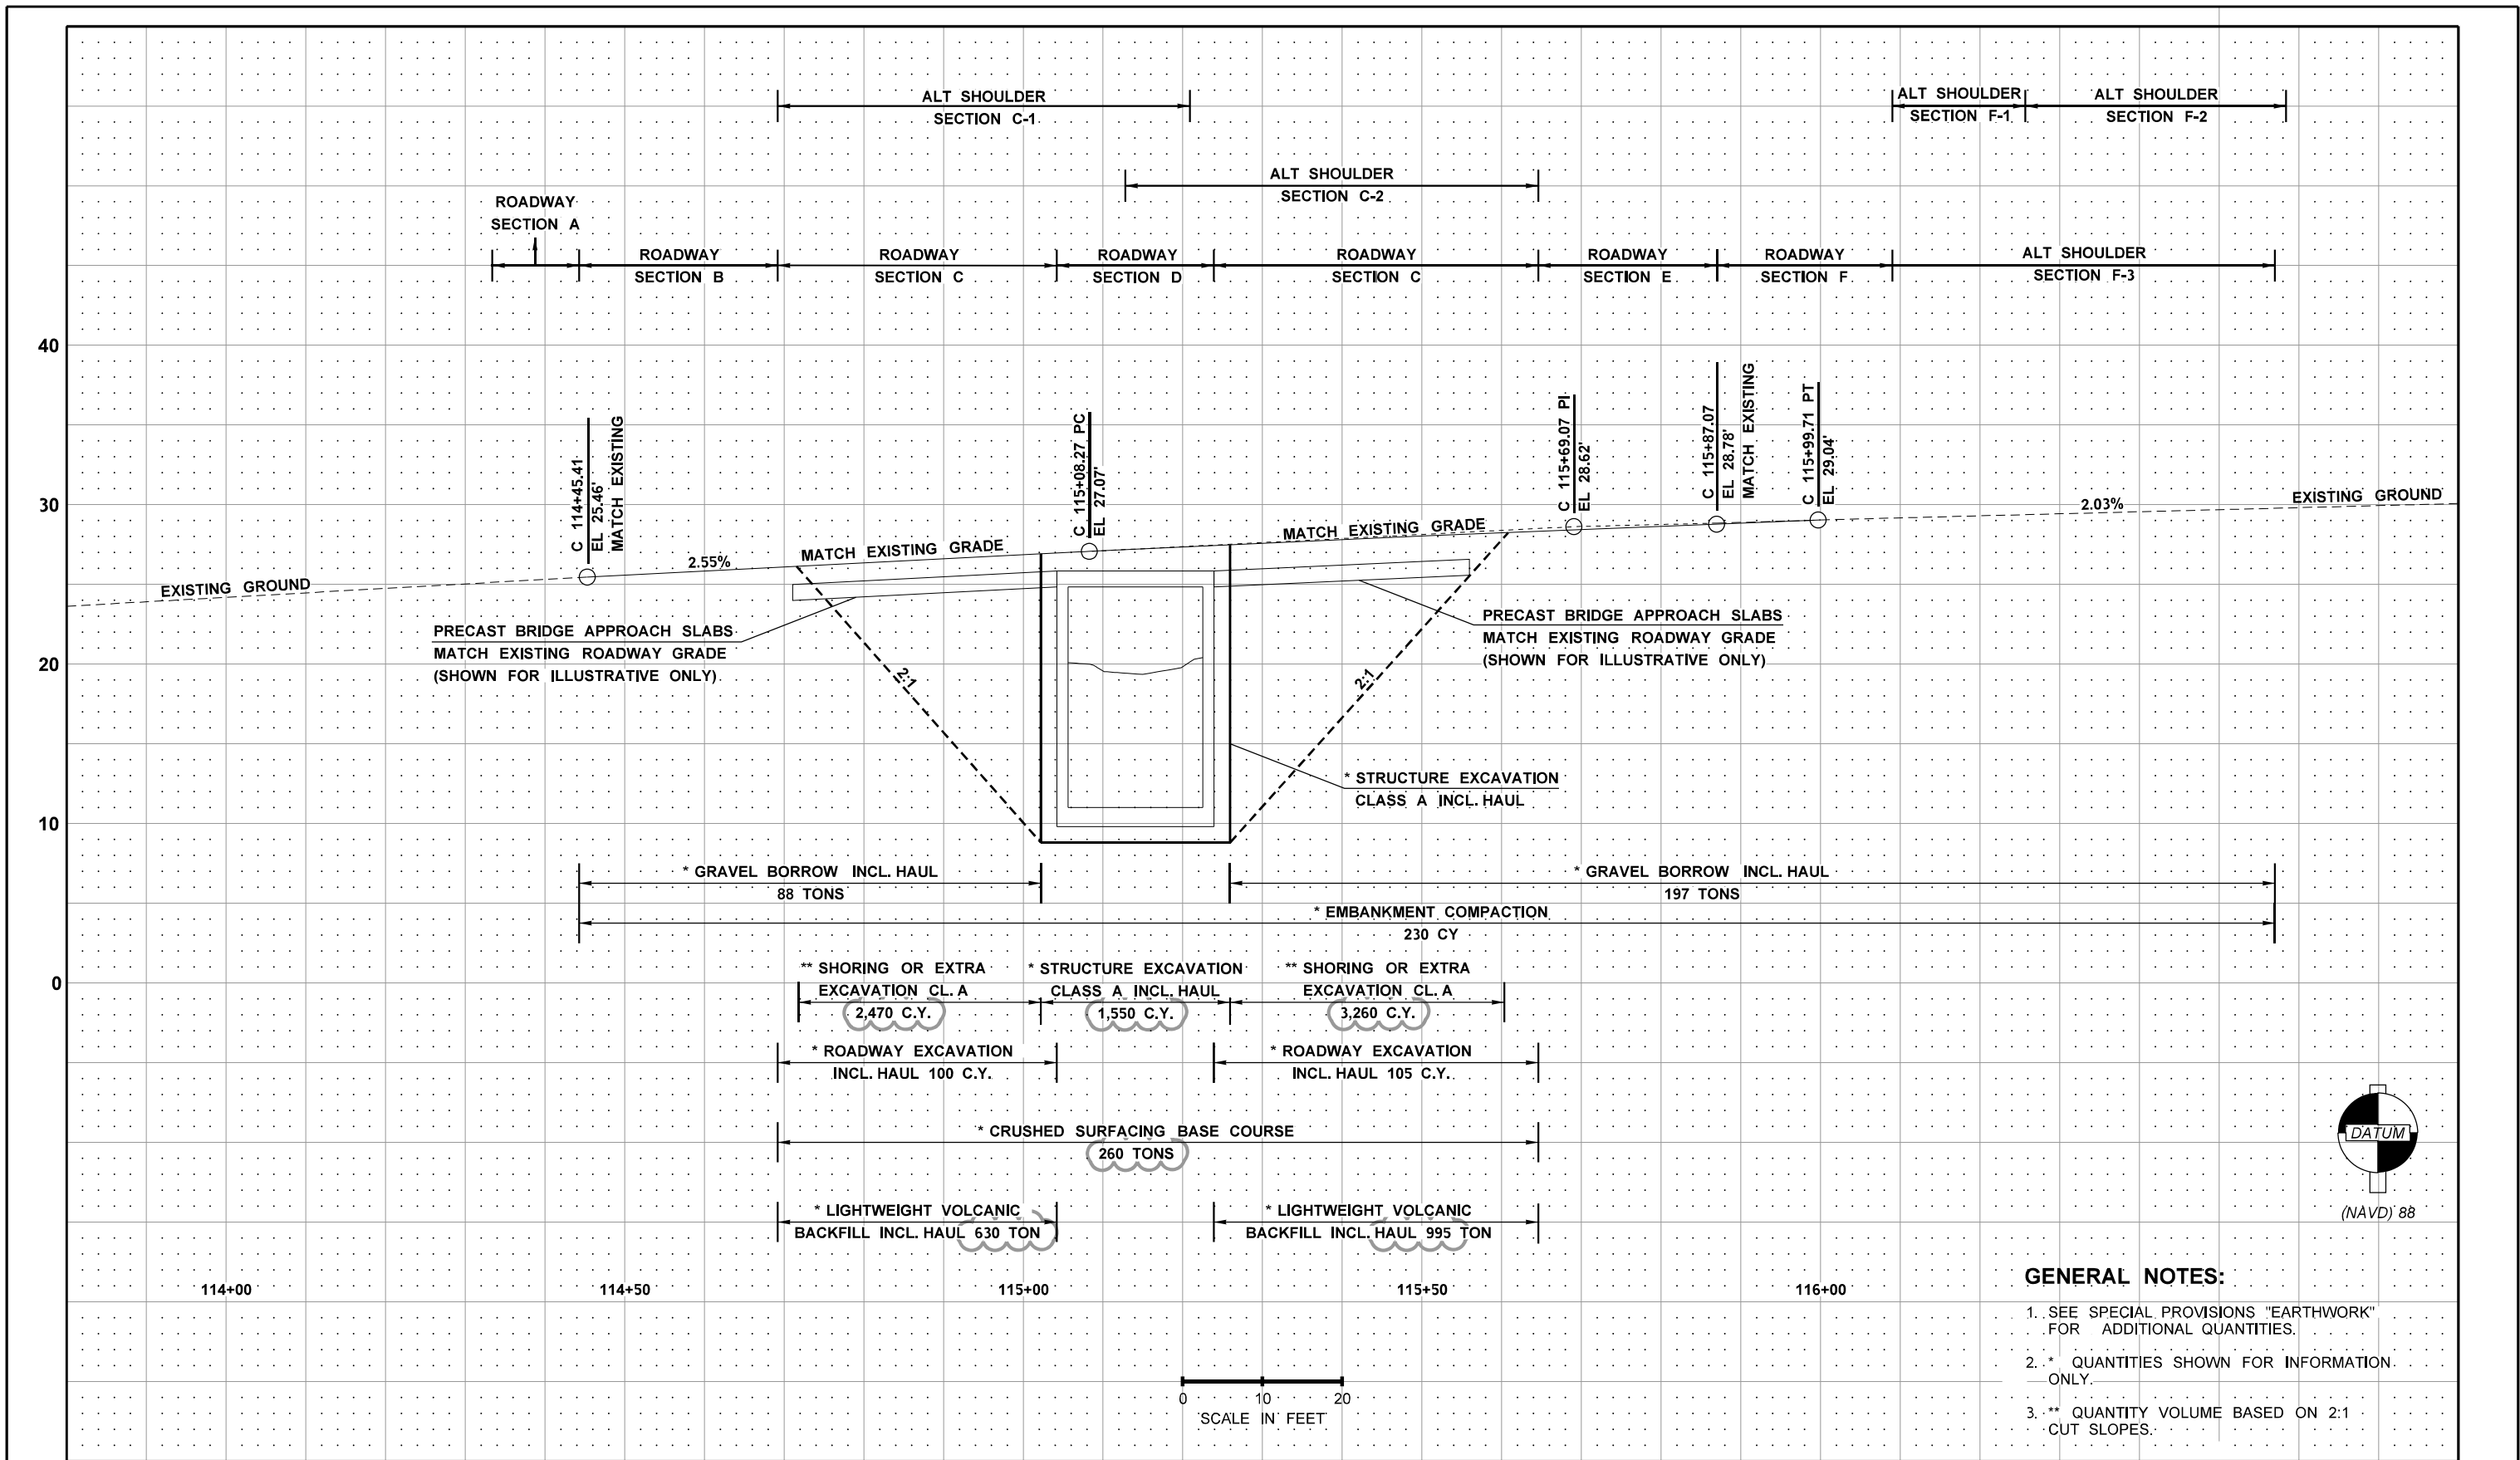 ALT SHOULDER
SECTION C-1
ALT SHOULDER
SECTION F-1
ALT SHOULDER
SECTION F-2
ALT SHOULDER
SECTION C-2
ROADWAY
SECTION A
ROADWAY
SECTION B
ROADWAY
SECTION C
ROADWAY
SECTION D
ROADWAY
SECTION C
ROADWAY
SECTION E
ROADWAY
SECTION F
ALT SHOULDER
SECTION F-3
40
30
20
10
0
C 114+45.41
EL 25.46'
MATCH EXISTING
C 115+08.27 PC
EL 27.07'
C 115+69.07 PI
EL 28.62'
C 115+87.07
EL 28.78'
MATCH EXISTING
C 115+99.71 PT
EL 29.04'
EXISTING GROUND
2.55%
MATCH EXISTING GRADE
MATCH EXISTING GRADE
2.03%
EXISTING GROUND
PRECAST BRIDGE APPROACH SLABS
MATCH EXISTING ROADWAY GRADE
(SHOWN FOR ILLUSTRATIVE ONLY)
PRECAST BRIDGE APPROACH SLABS
MATCH EXISTING ROADWAY GRADE
(SHOWN FOR ILLUSTRATIVE ONLY)
2:1
2:1
* STRUCTURE EXCAVATION
CLASS A INCL. HAUL
* GRAVEL BORROW INCL. HAUL
88 TONS
* GRAVEL BORROW INCL. HAUL
197 TONS
* EMBANKMENT COMPACTION
230 CY
** SHORING OR EXTRA
EXCAVATION CL. A
2,470 C.Y.
* STRUCTURE EXCAVATION
CLASS A INCL. HAUL
1,550 C.Y.
** SHORING OR EXTRA
EXCAVATION CL. A
3,260 C.Y.
* ROADWAY EXCAVATION
INCL. HAUL 100 C.Y.
* ROADWAY EXCAVATION
INCL. HAUL 105 C.Y.
* CRUSHED SURFACING BASE COURSE
260 TONS
* LIGHTWEIGHT VOLCANIC
BACKFILL INCL. HAUL 630 TON
* LIGHTWEIGHT VOLCANIC
BACKFILL INCL. HAUL 995 TON
DATUM
(NAVD) 88
114+00
114+50
115+00
115+50
116+00
0 10 20
SCALE IN FEET
GENERAL NOTES:
1. SEE SPECIAL PROVISIONS "EARTHWORK"
FOR ADDITIONAL QUANTITIES.
2. * QUANTITIES SHOWN FOR INFORMATION
ONLY.
3. ** QUANTITY VOLUME BASED ON 2:1
CUT SLOPES.